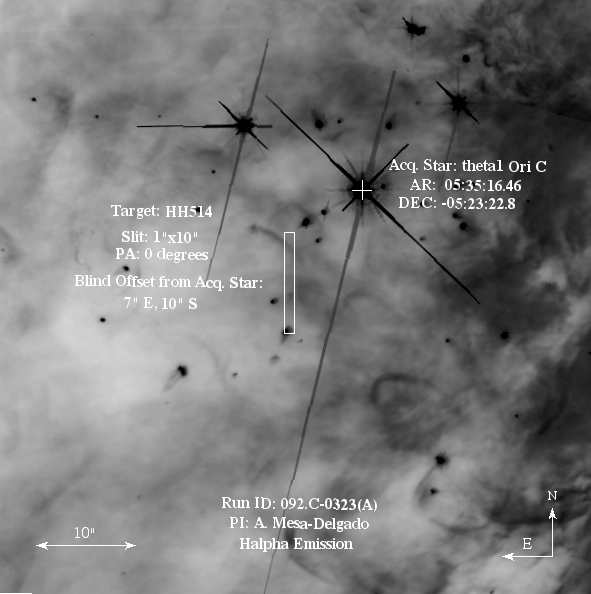 Acq. Star: theta1 Ori C
AR: 05:35:16.46
DEC: -05:23:22.8
Target: HH514
Slit: 1"x10"
PA: 0 degrees
Blind Offset from Acq. Star:
7" E, 10" S
Run ID: 092.C-0323(A)
PI: A. Mesa-Delgado
Halpha Emission
10"
N
E